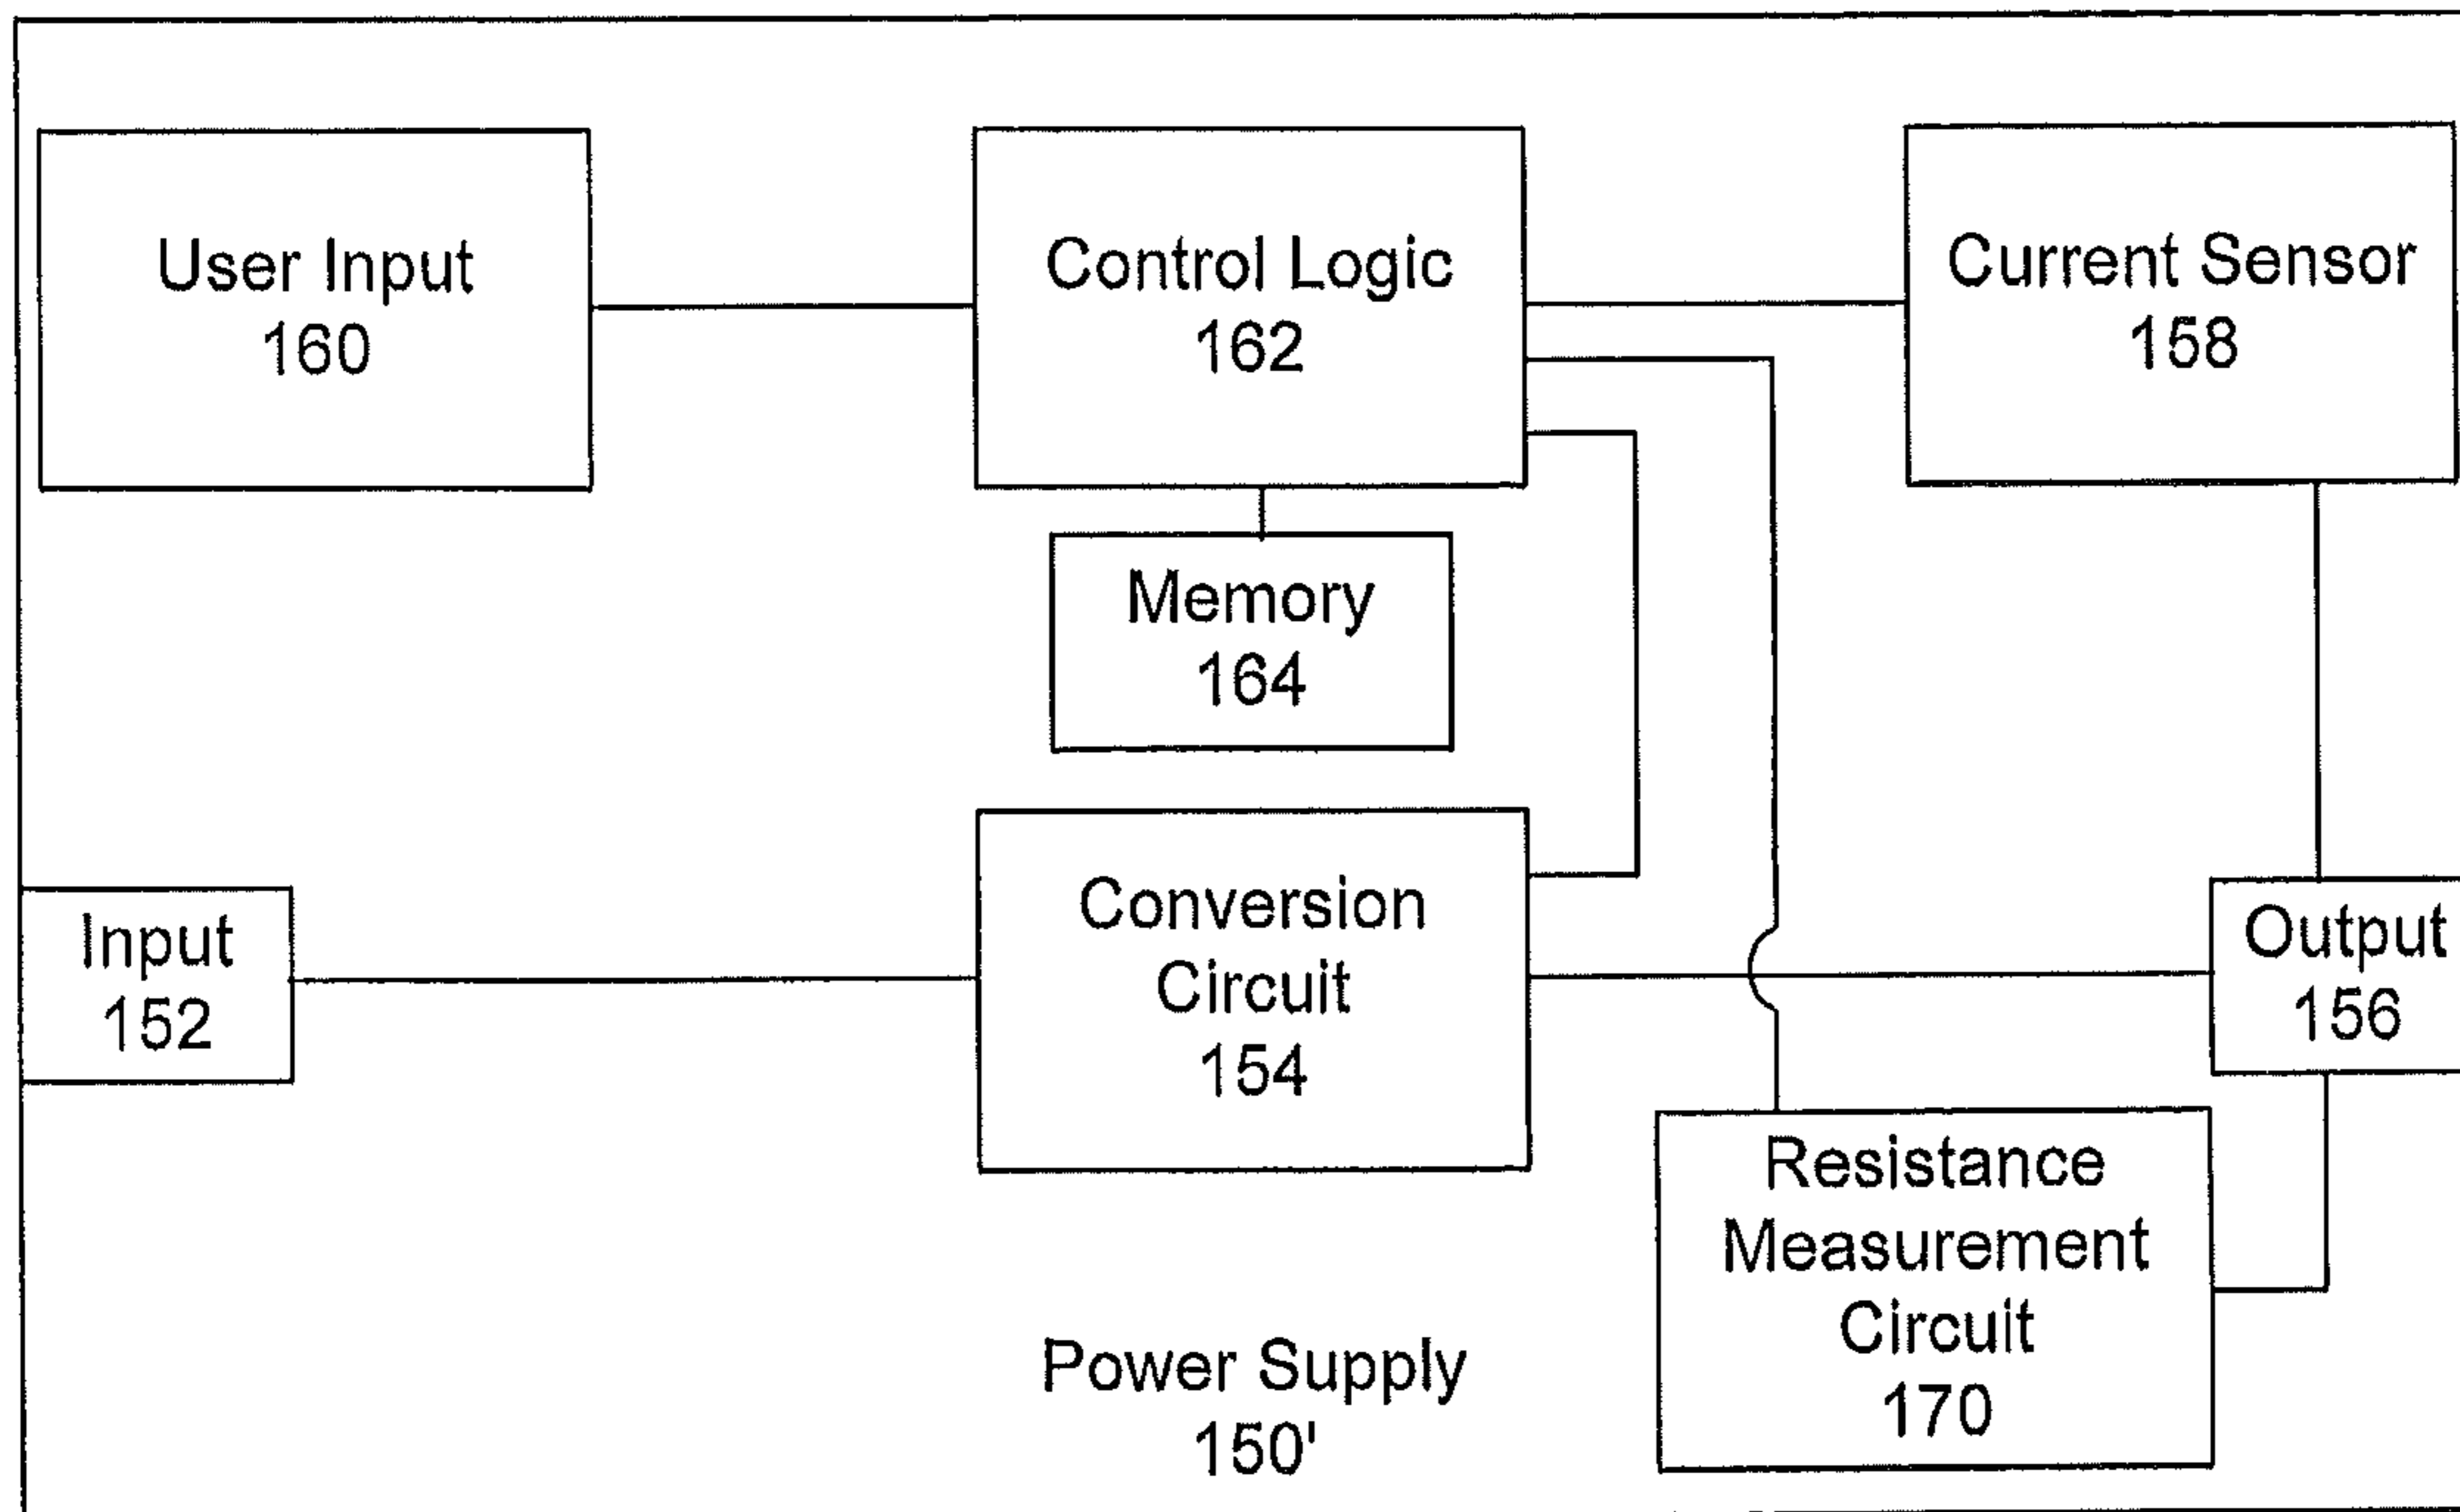 User Input
160
Control Logic
162
Current Sensor
158
Memory
164
Input
152
Conversion
Circuit
154
Output
156
Resistance
Measurement
Circuit
170
Power Supply
150'